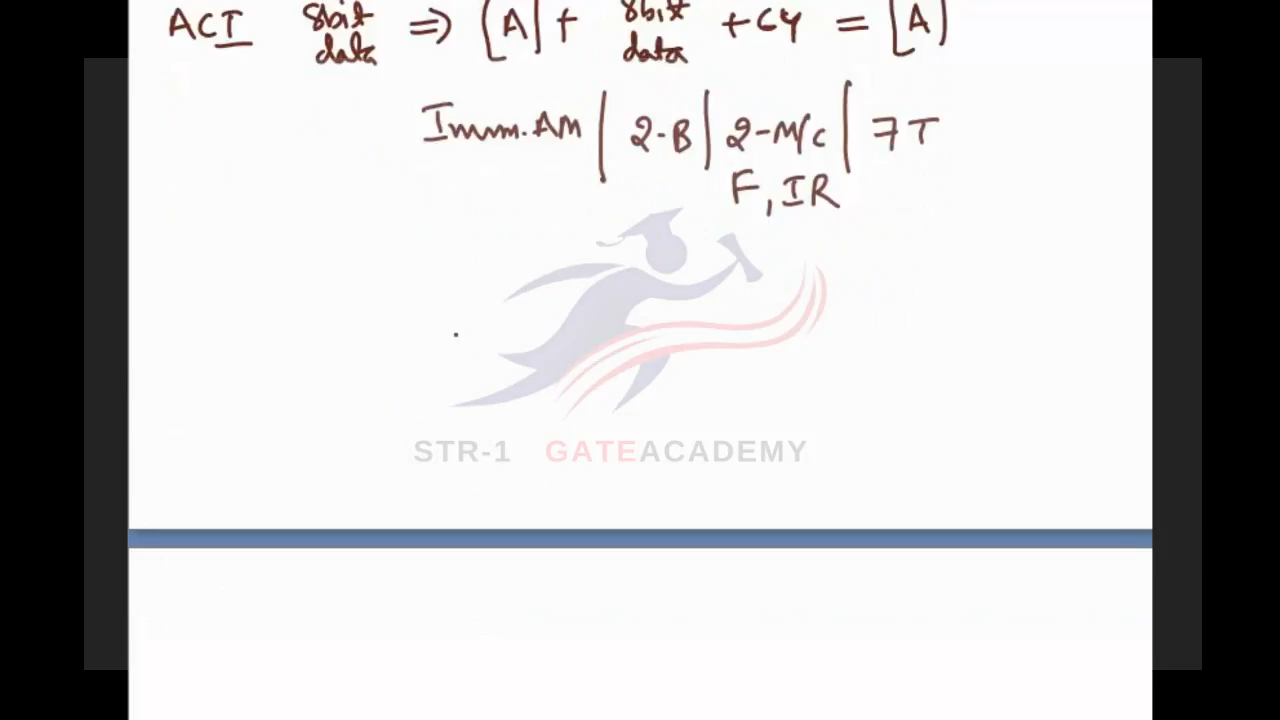 ACI 8bit data => [A] + 8bit data + CY = [A]
Imm. AM | 2-B | 2-M/C | 7T
F, IR
STR-1 GATEACADEMY